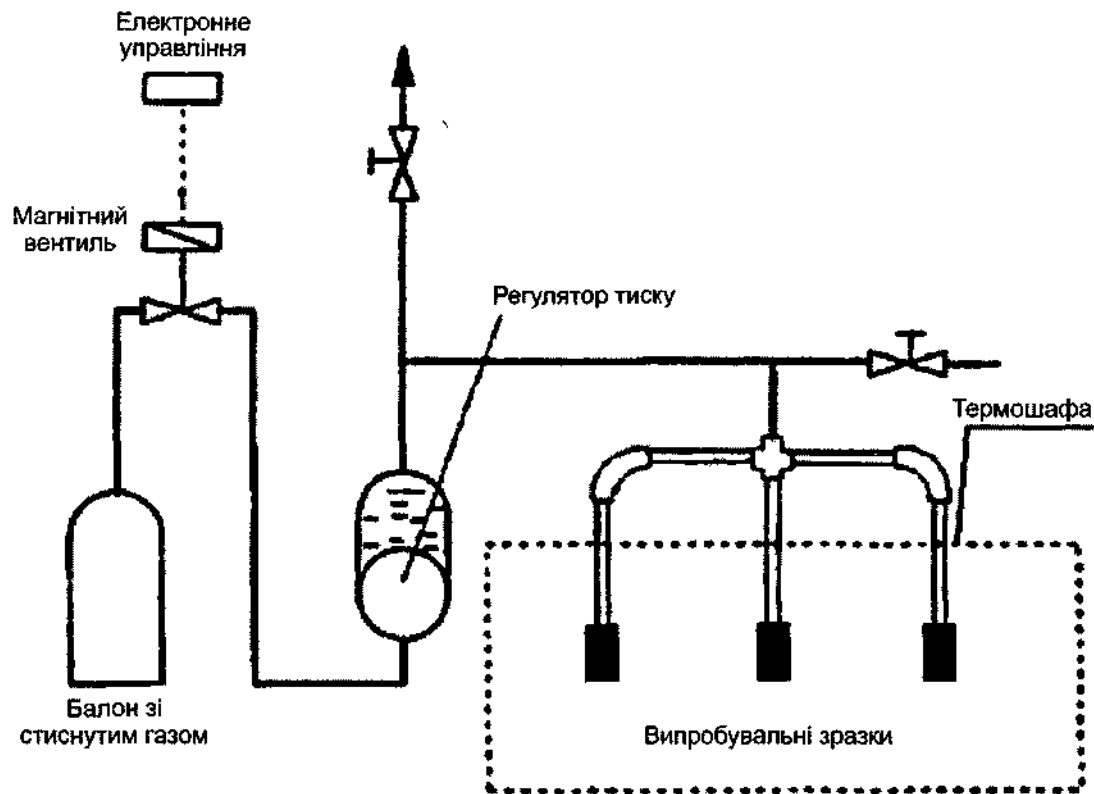 Електронне
управління
Магнітний
вентиль
Регулятор тиску
Термошафа
Балон зі
стиснутим газом
Випробувальні зразки